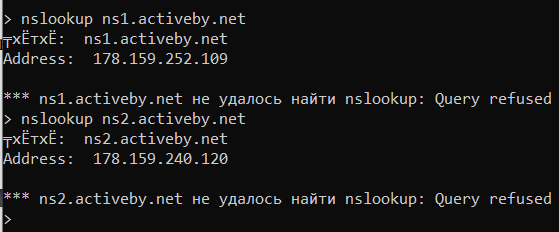 > nslookup ns1.activeby.net
╤хЁтхЁ:  ns1.activeby.net
Address:  178.159.252.109

*** ns1.activeby.net не удалось найти nslookup: Query refused
> nslookup ns2.activeby.net
╤хЁтхЁ:  ns2.activeby.net
Address:  178.159.240.120

*** ns2.activeby.net не удалось найти nslookup: Query refused
>